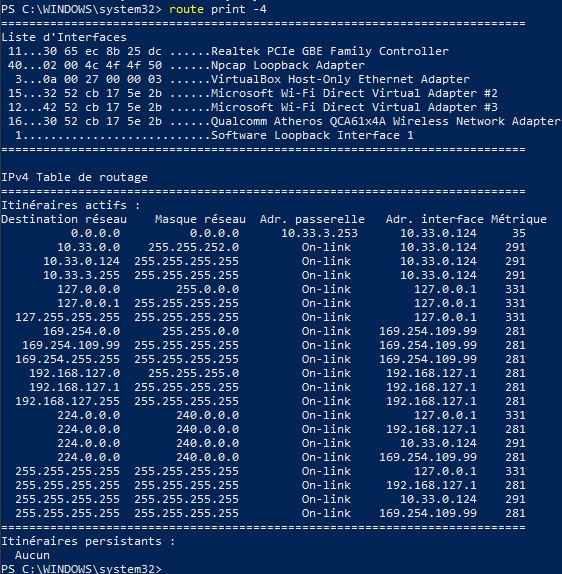 PS C:\WINDOWS\system32> route print -4
===========================================================================
Liste d'Interfaces
 11...30 65 ec 8b 25 dc ......Realtek PCIe GBE Family Controller
 40...02 00 4c 4f 4f 50 ......Npcap Loopback Adapter
  3...0a 00 27 00 00 03 ......VirtualBox Host-Only Ethernet Adapter
 15...32 52 cb 17 5e 2b ......Microsoft Wi-Fi Direct Virtual Adapter #2
 12...42 52 cb 17 5e 2b ......Microsoft Wi-Fi Direct Virtual Adapter #3
 16...30 52 cb 17 5e 2b ......Qualcomm Atheros QCA61x4A Wireless Network Adapter
  1...........................Software Loopback Interface 1
===========================================================================

IPv4 Table de routage
===========================================================================
Itinéraires actifs :
Destination réseau    Masque réseau  Adr. passerelle   Adr. interface Métrique
          0.0.0.0          0.0.0.0      10.33.3.253      10.33.0.124     35
        10.33.0.0    255.255.252.0         On-link       10.33.0.124    291
      10.33.0.124  255.255.255.255         On-link       10.33.0.124    291
      10.33.3.255  255.255.255.255         On-link       10.33.0.124    291
        127.0.0.0        255.0.0.0         On-link         127.0.0.1    331
        127.0.0.1  255.255.255.255         On-link         127.0.0.1    331
  127.255.255.255  255.255.255.255         On-link         127.0.0.1    331
      169.254.0.0      255.255.0.0         On-link    169.254.109.99    281
   169.254.109.99  255.255.255.255         On-link    169.254.109.99    281
  169.254.255.255  255.255.255.255         On-link    169.254.109.99    281
    192.168.127.0    255.255.255.0         On-link     192.168.127.1    281
    192.168.127.1  255.255.255.255         On-link     192.168.127.1    281
  192.168.127.255  255.255.255.255         On-link     192.168.127.1    281
        224.0.0.0        240.0.0.0         On-link         127.0.0.1    331
        224.0.0.0        240.0.0.0         On-link     192.168.127.1    281
        224.0.0.0        240.0.0.0         On-link       10.33.0.124    291
        224.0.0.0        240.0.0.0         On-link    169.254.109.99    281
  255.255.255.255  255.255.255.255         On-link         127.0.0.1    331
  255.255.255.255  255.255.255.255         On-link     192.168.127.1    281
  255.255.255.255  255.255.255.255         On-link       10.33.0.124    291
  255.255.255.255  255.255.255.255         On-link    169.254.109.99    281
===========================================================================
Itinéraires persistants :
  Aucun
PS C:\WINDOWS\system32>